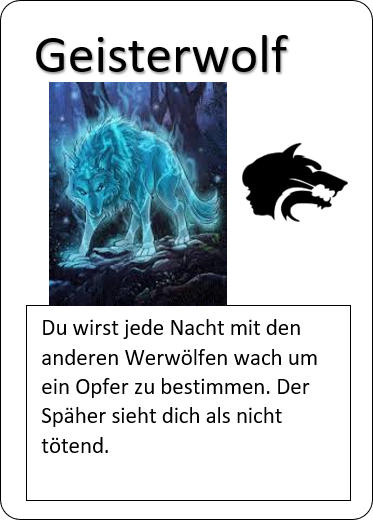 Geisterwolf
Du wirst jede Nacht mit den
anderen Werwölfen wach um
ein Opfer zu bestimmen. Der
Späher sieht dich als nicht
tötend.